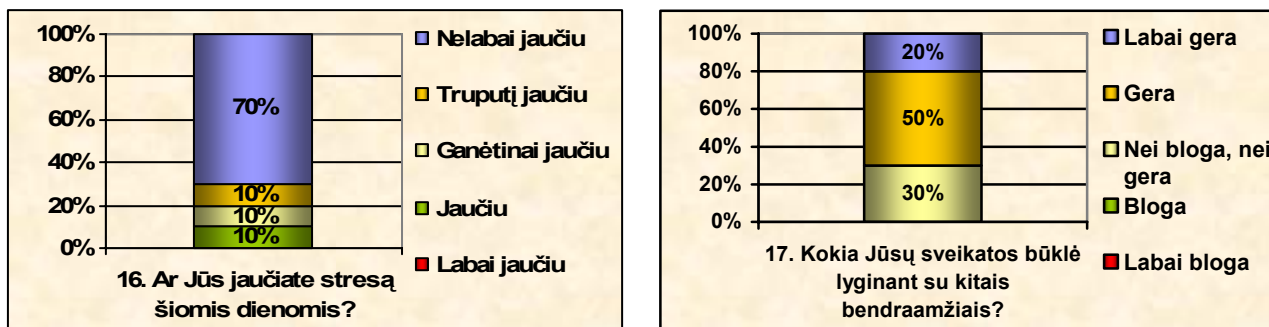 100%
80%
60%
40%
20%
0%
70%
10%
10%
10%
Nelabai jaučiu
Truputį jaučiu
Ganėtinai jaučiu
Jaučiu
Labai jaučiu
16. Ar Jūs jaučiate stresą
šiomis dienomis?
100%
80%
60%
40%
20%
0%
20%
50%
30%
Labai gera
Gera
Nei bloga, nei
gera
Bloga
Labai bloga
17. Kokia Jūsų sveikatos būklė
lyginant su kitais
bendraamžiais?